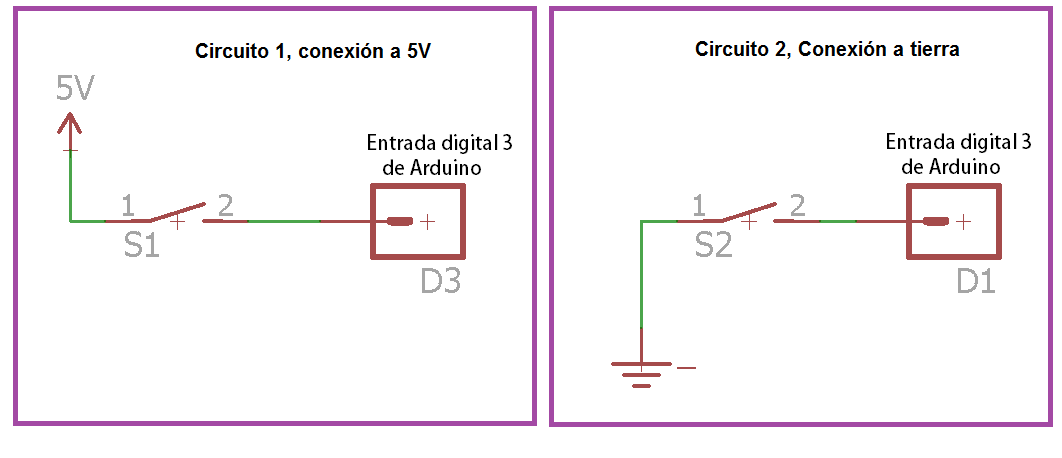 Circuito 1, conexión a 5V
5V
Entrada digital 3
de Arduino
1
2
S1
D3
Circuito 2, Conexión a tierra
Entrada digital 3
de Arduino
1
2
S2
D1